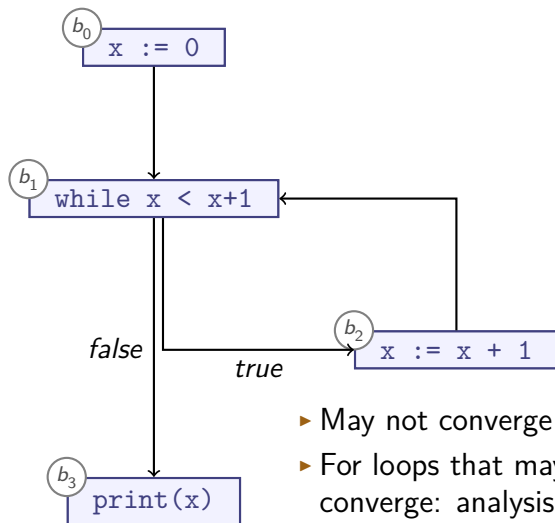 b0
x := 0
b1
while x < x+1
b2
x := x + 1
false
true
▸ May not converge
▸ For loops that may
converge: analysis
b3
print(x)